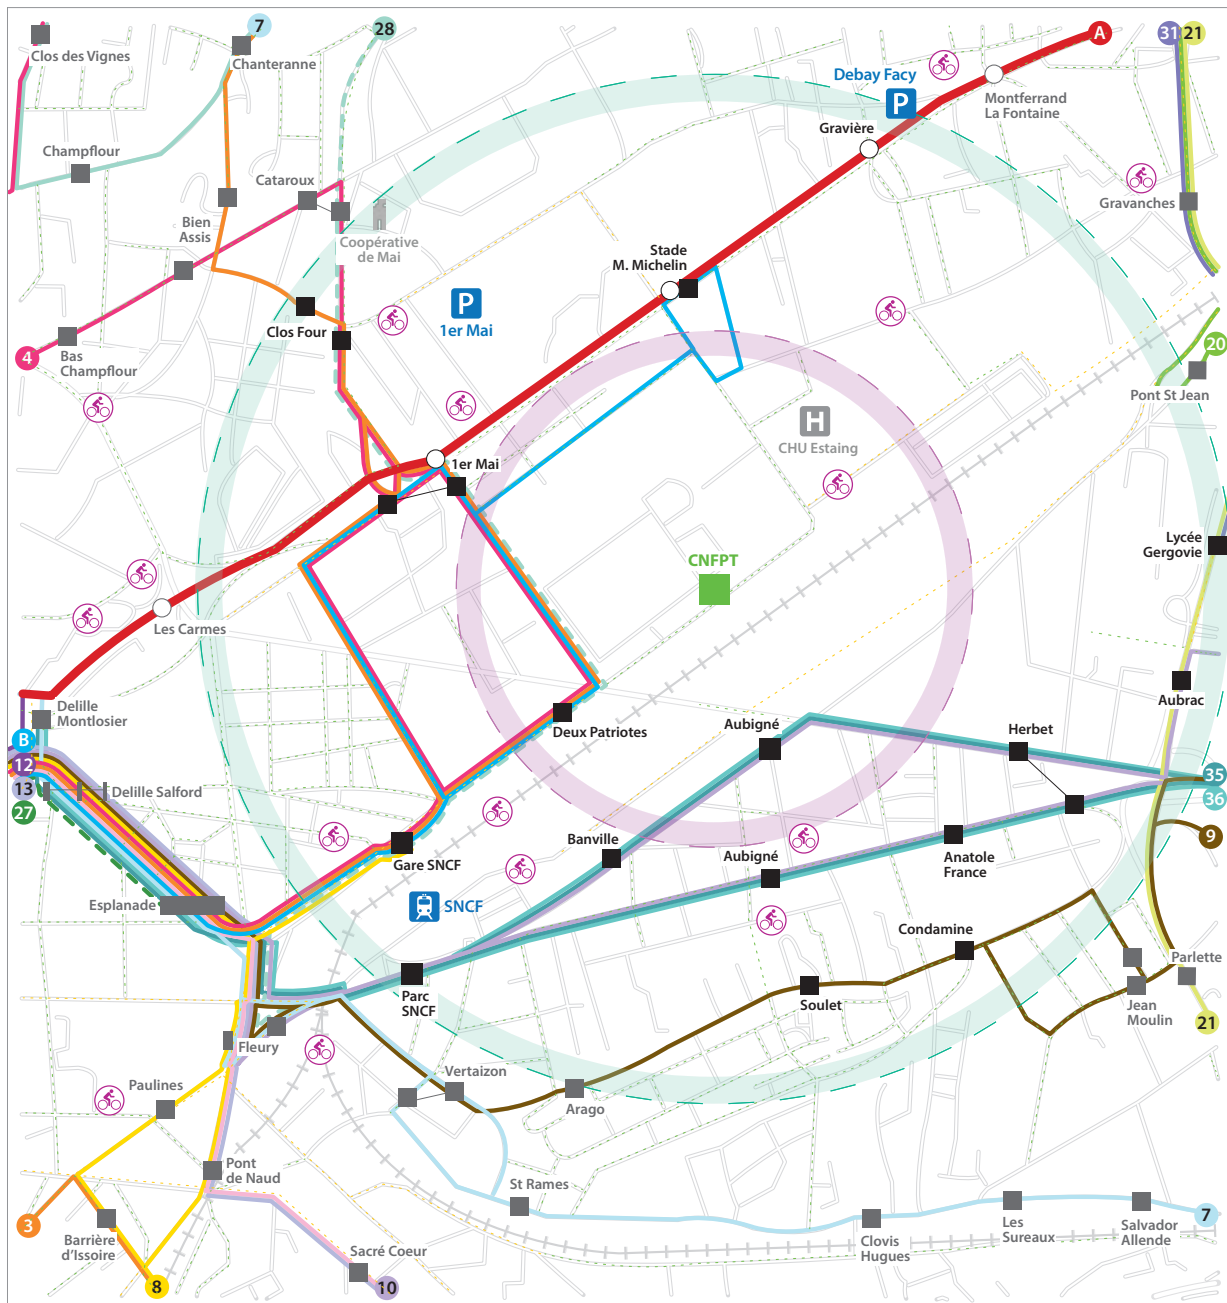 7
28
A
31
21
Clos des Vignes
Chanteranne
Debay Facy
P
Montferrand
La Fontaine
Gravière
Champflour
Cataroux
Gravanches
Bien
Assis
Coopérative
de Mai
Stade
M. Michelin
P
1er Mai
Clos Four
4
Bas
Champflour
20
Pont St Jean
H
CHU Estaing
1er Mai
Lycée
Gergovie
CNFPT
Les Carmes
Aubrac
Delille
Montlosier
Deux Patriotes
Aubigné
Herbet
B
12
13
27
Delille Salford
35
36
9
Banville
Aubigné
Anatole
France
Gare SNCF
Esplanade
SNCF
Condamine
Parlette
Parc
SNCF
Soulet
Jean
Moulin
21
Fleury
Paulines
Vertaizon
Arago
Pont
de Naud
St Rames
3
Barrière
d'Issoire
Sacré Coeur
Clovis
Hugues
Les
Sureaux
Salvador
Allende
7
8
10